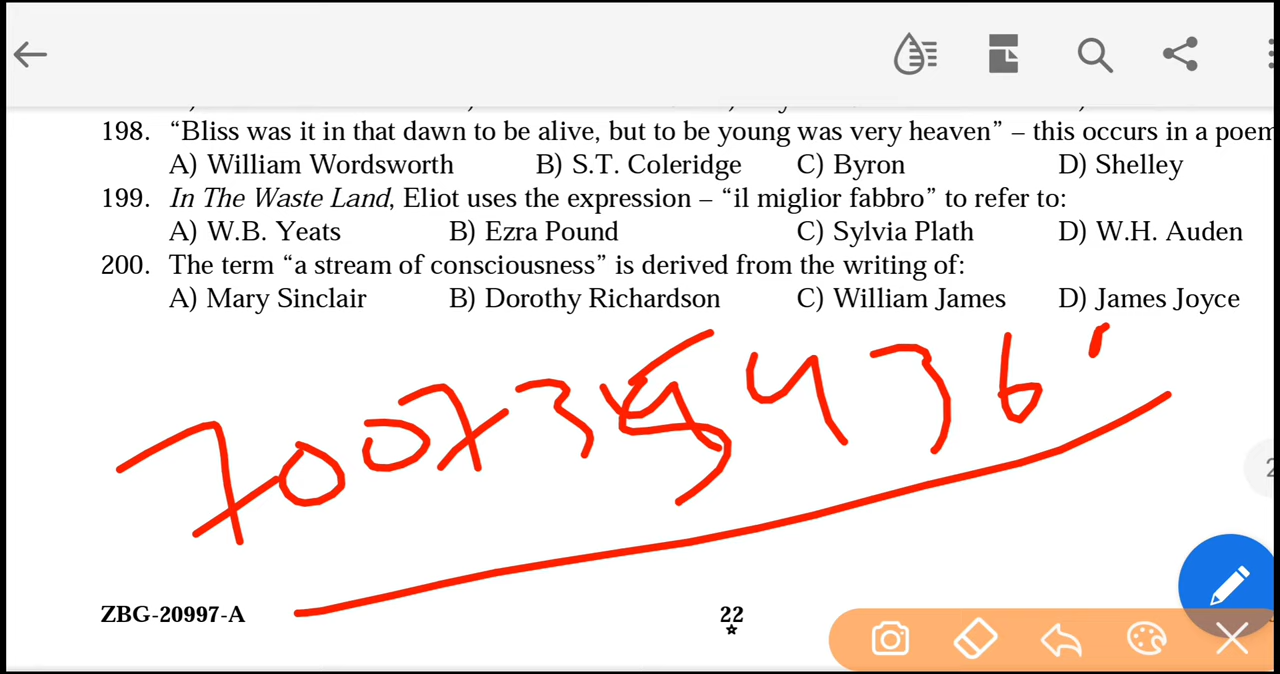 198. “Bliss was it in that dawn to be alive, but to be young was very heaven” – this occurs in a poem
A) William Wordsworth B) S.T. Coleridge C) Byron D) Shelley
199. In The Waste Land, Eliot uses the expression – “il miglior fabbro” to refer to:
A) W.B. Yeats B) Ezra Pound C) Sylvia Plath D) W.H. Auden
200. The term “a stream of consciousness” is derived from the writing of:
A) Mary Sinclair B) Dorothy Richardson C) William James D) James Joyce
ZBG-20997-A 22